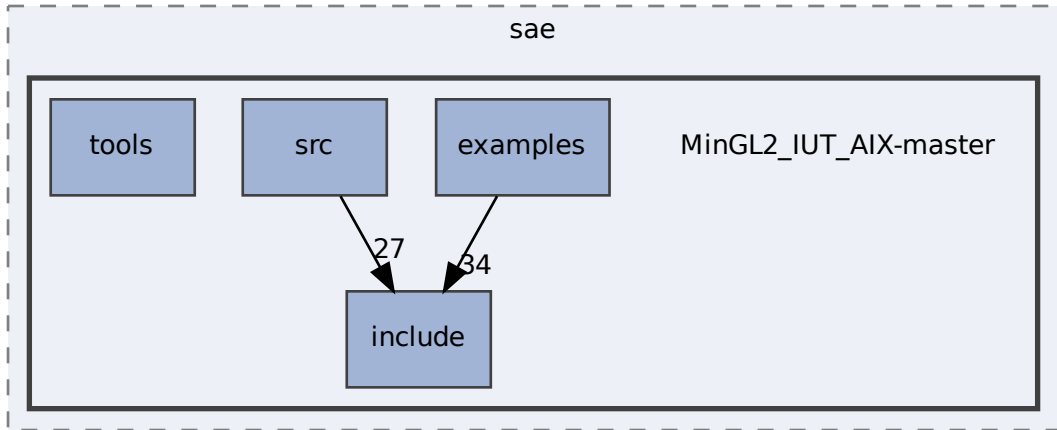 sae
tools
src
examples
MinGL2_IUT_AIX-master
27
34
include